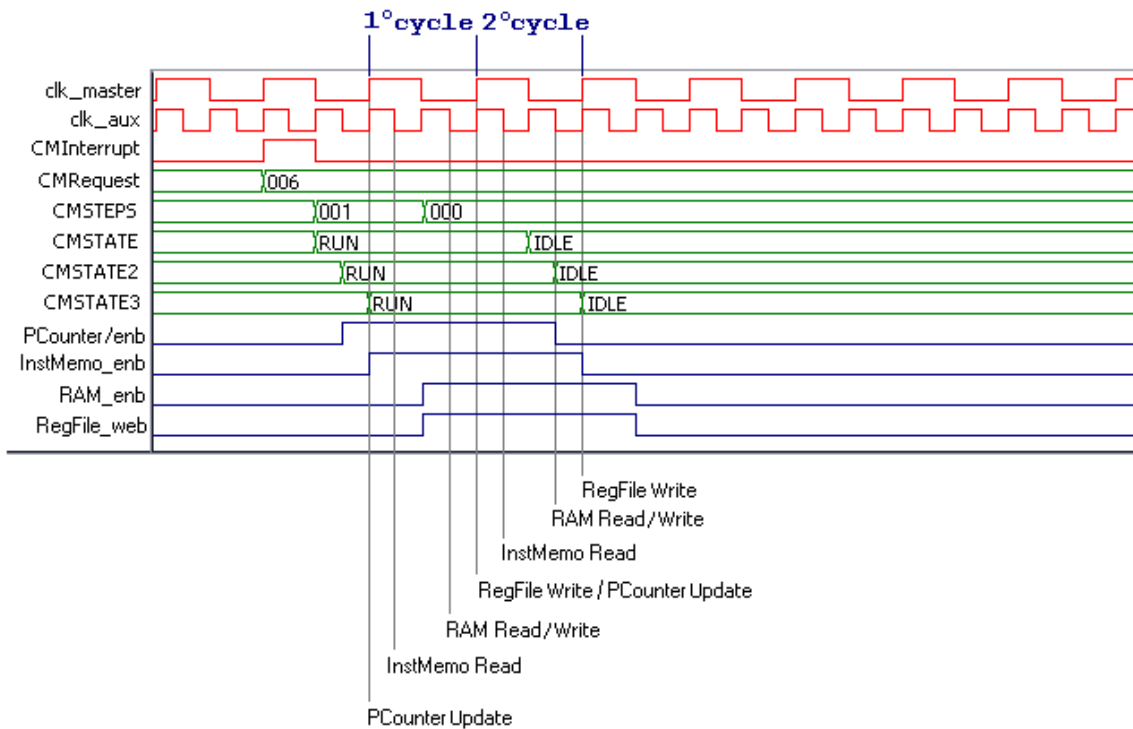 1°cycle 2°cycle
clk_master
clk_aux
CMInterrupt
CMRequest 006
CMSTEPS 001 000
CMSTATE RUN IDLE
CMSTATE2 RUN IDLE
CMSTATE3 RUN IDLE
PCounter/enb
InstMemo_enb
RAM_enb
RegFile_web
RegFile Write
RAM Read/Write
InstMemo Read
RegFile Write / PCounter Update
RAM Read/Write
InstMemo Read
PCounter Update